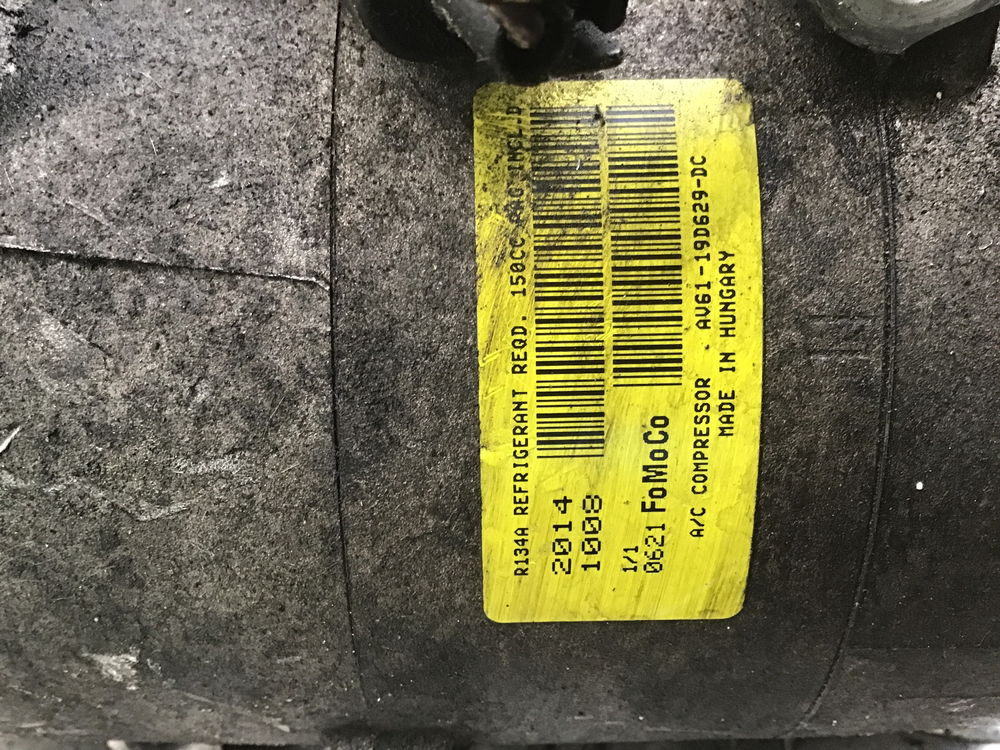 R134A REFRIGERANT REQD. 150CC
2014
1008
1/1
0621 FoMoCo
A/C COMPRESSOR . AV61-19D629-DC
MADE IN HUNGARY